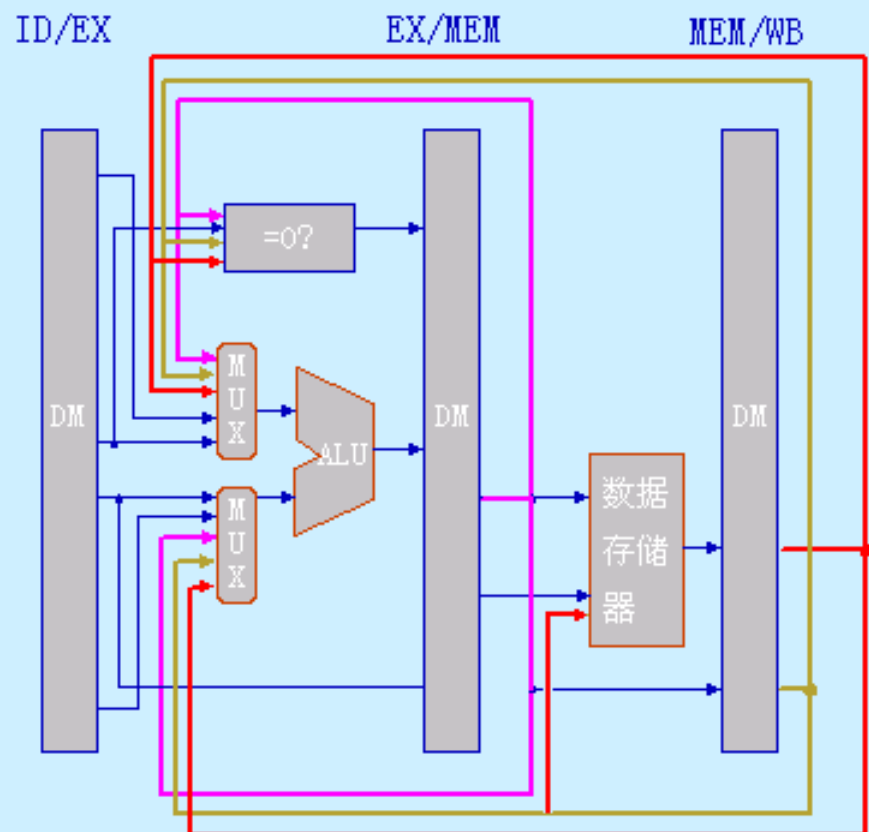 ID/EX
EX/MEM
MEM/WB
=0?
M
U
X
DM
ALU
DM
DM
M
U
X
数据
存储
器